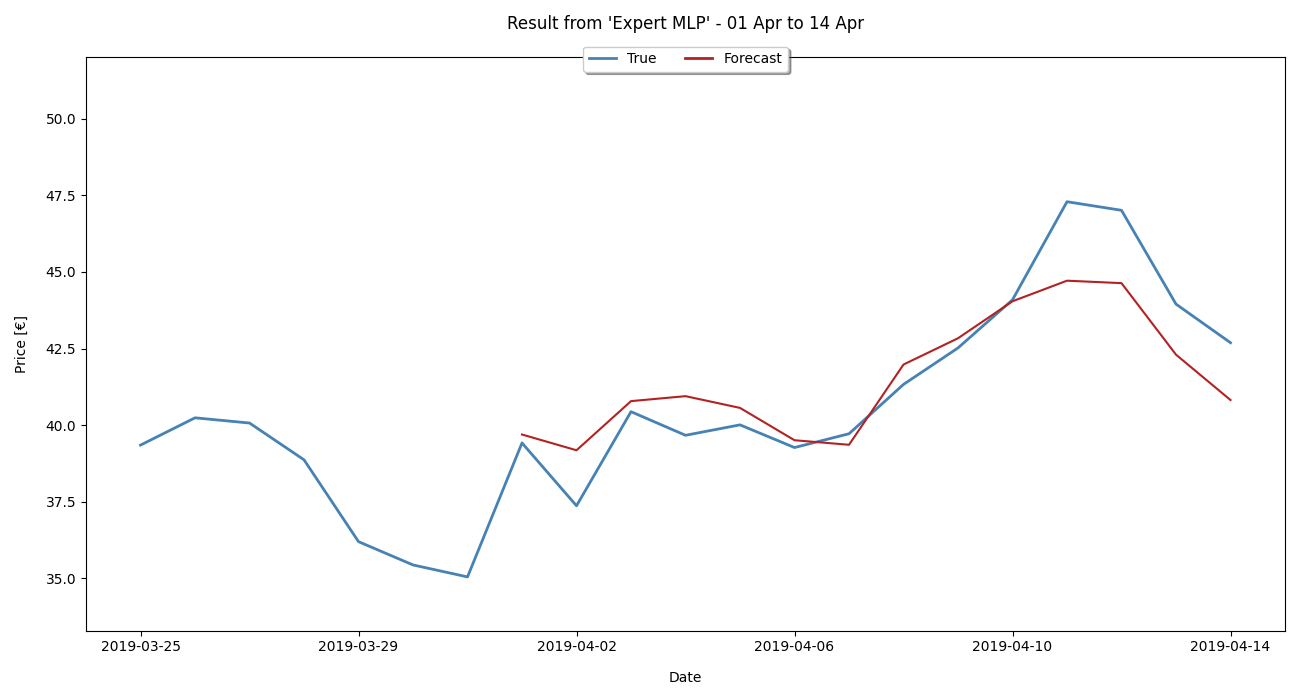 Result from 'Expert MLP' - 01 Apr to 14 Apr
True Forecast
50.0
47.5
45.0
42.5
40.0
37.5
35.0
Price [€]
2019-03-25 2019-03-29 2019-04-02 2019-04-06 2019-04-10 2019-04-14
Date